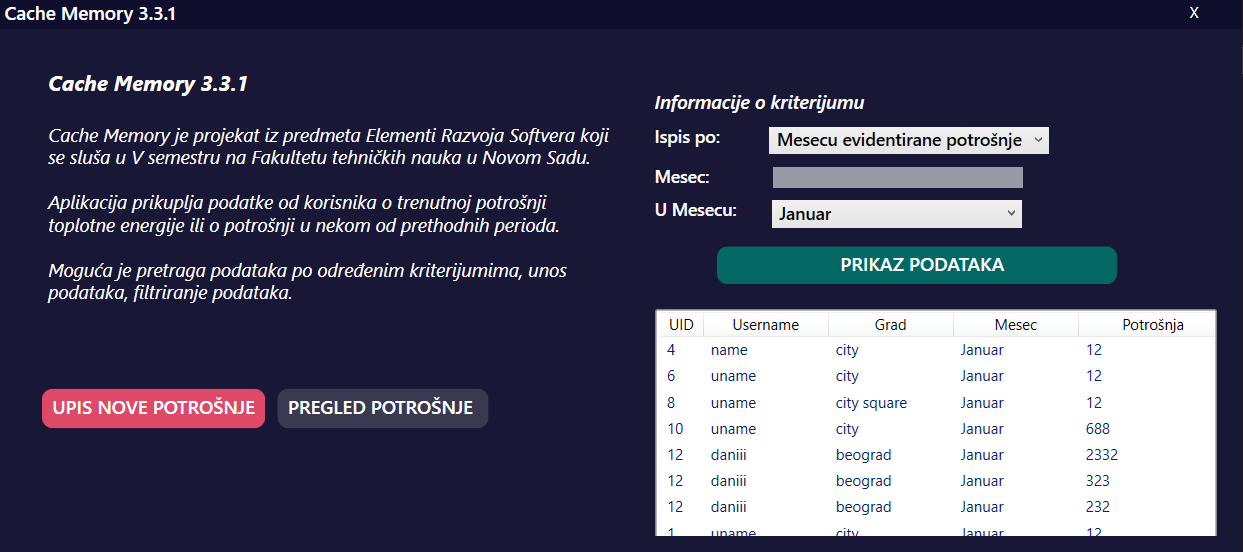 Cache Memory 3.3.1
X
Cache Memory 3.3.1
Cache Memory je projekat iz predmeta Elementi Razvoja Softvera koji
se sluša u V semestru na Fakultetu tehničkih nauka u Novom Sadu.
Aplikacija prikuplja podatke od korisnika o trenutnoj potrošnji
toplotne energije ili o potrošnji u nekom od prethodnih perioda.
Moguća je pretraga podataka po određenim kriterijumima, unos
podataka, filtriranje podataka.
UPIS NOVE POTROŠNJE
PREGLED POTROŠNJE
Informacije o kriterijumu
Ispis po: Mesecu evidentirane potrošnje
Mesec:
U Mesecu: Januar
PRIKAZ PODATAKA
UID Username Grad Mesec Potrošnja
4 name city Januar 12
6 uname city Januar 12
8 uname city square Januar 12
10 uname city Januar 688
12 daniii beograd Januar 2332
12 daniii beograd Januar 323
12 daniii beograd Januar 232
1 uname city Januar 12